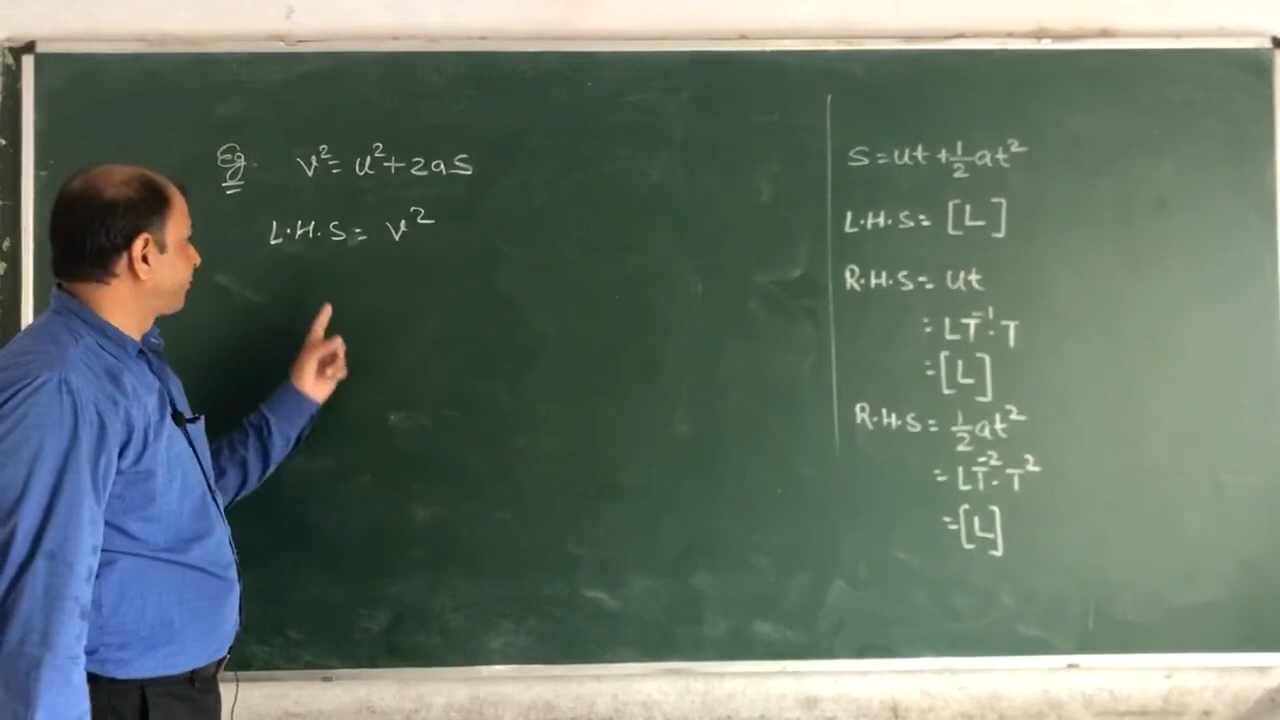 Eg. v²= u²+2aS
L.H.S= v²
S=ut+½at²
L.H.S= [L]
R.H.S= ut
= LT⁻¹.T
=[L]
R.H.S= ½at²
= LT⁻².T²
=[L]